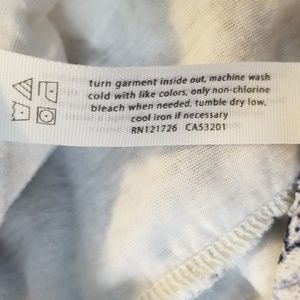 turn garment inside out, machine wash
cold with like colors, only non-chlorine
bleach when needed, tumble dry low,
cool iron if necessary
RN121726 CA53201